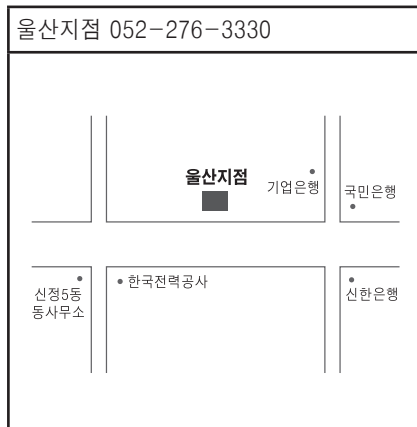 울산지점 052-276-3330
울산지점
기업은행
국민은행
신정5동
동사무소
한국전력공사
신한은행